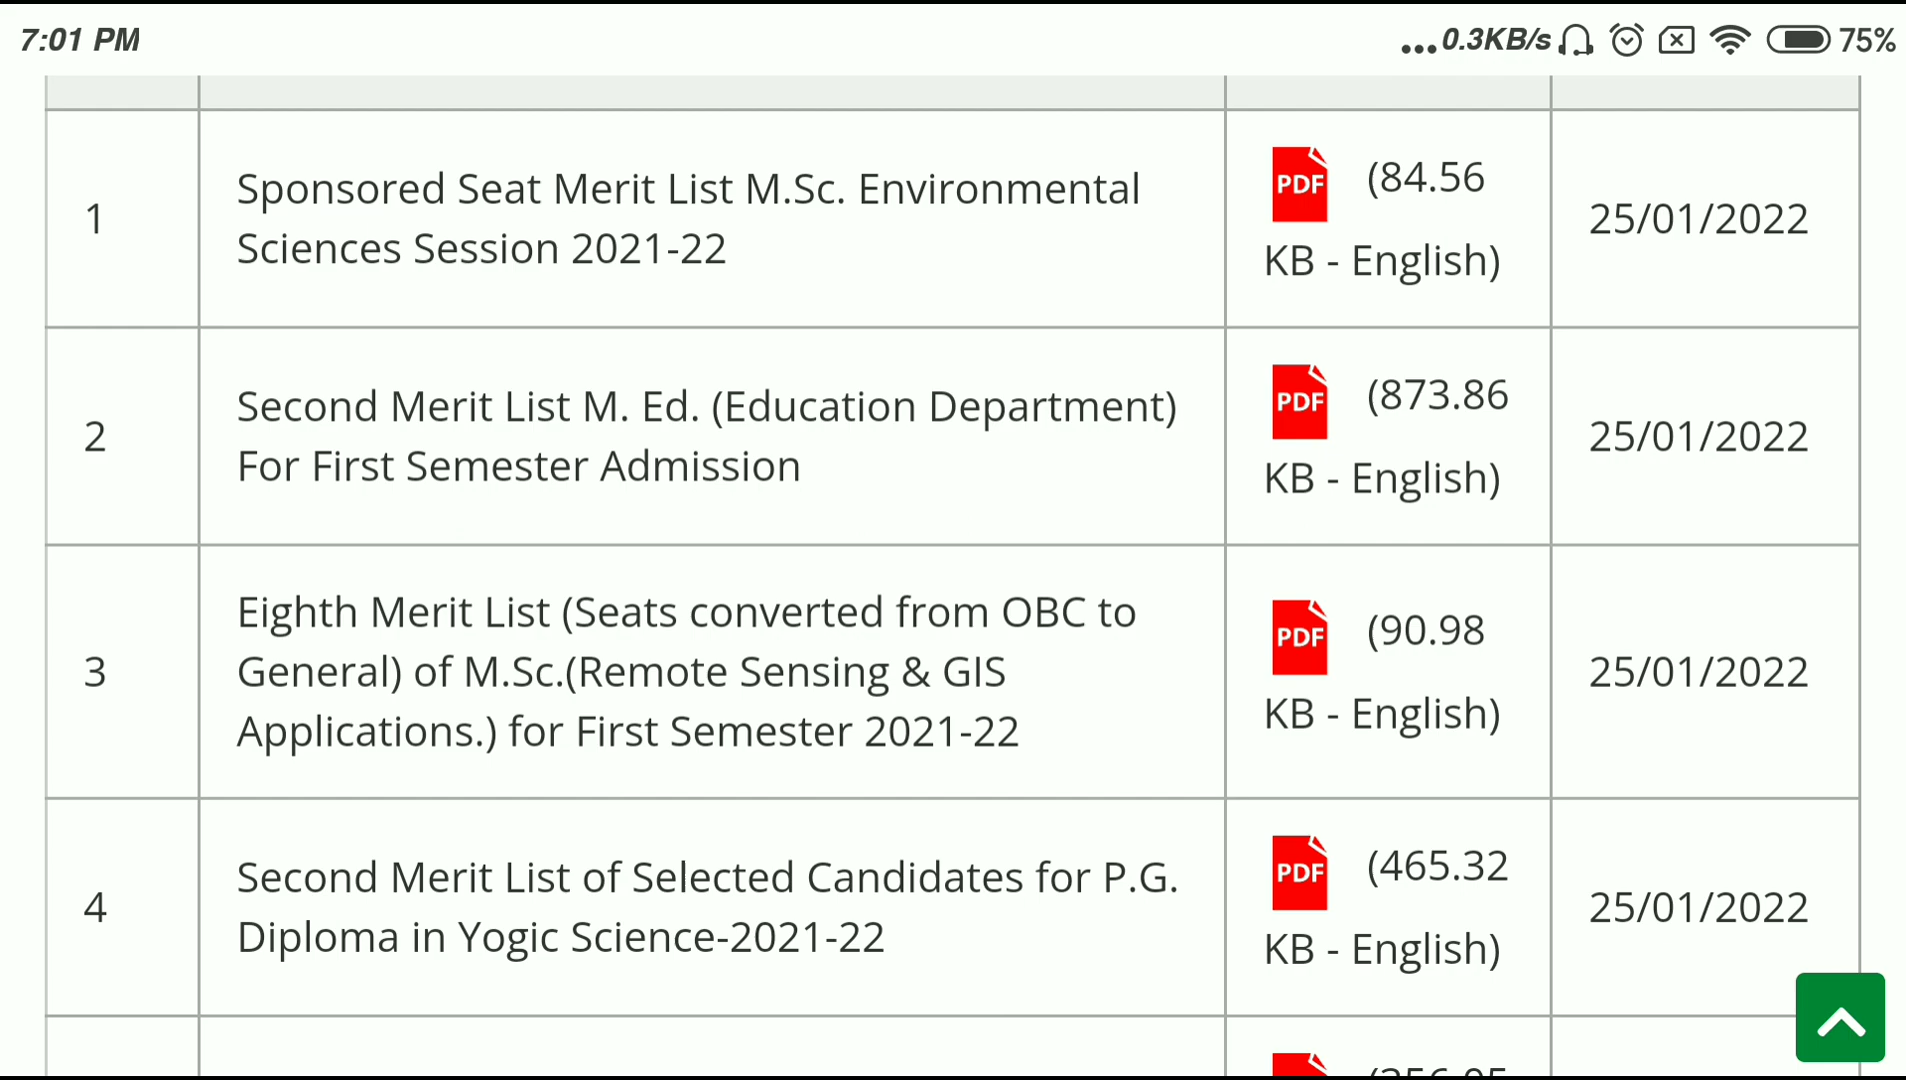 7:01 PM
...0.3KB/s 75%
1
Sponsored Seat Merit List M.Sc. Environmental
Sciences Session 2021-22
PDF (84.56
KB - English)
25/01/2022
2
Second Merit List M. Ed. (Education Department)
For First Semester Admission
PDF (873.86
KB - English)
25/01/2022
3
Eighth Merit List (Seats converted from OBC to
General) of M.Sc.(Remote Sensing & GIS
Applications.) for First Semester 2021-22
PDF (90.98
KB - English)
25/01/2022
4
Second Merit List of Selected Candidates for P.G.
Diploma in Yogic Science-2021-22
PDF (465.32
KB - English)
25/01/2022